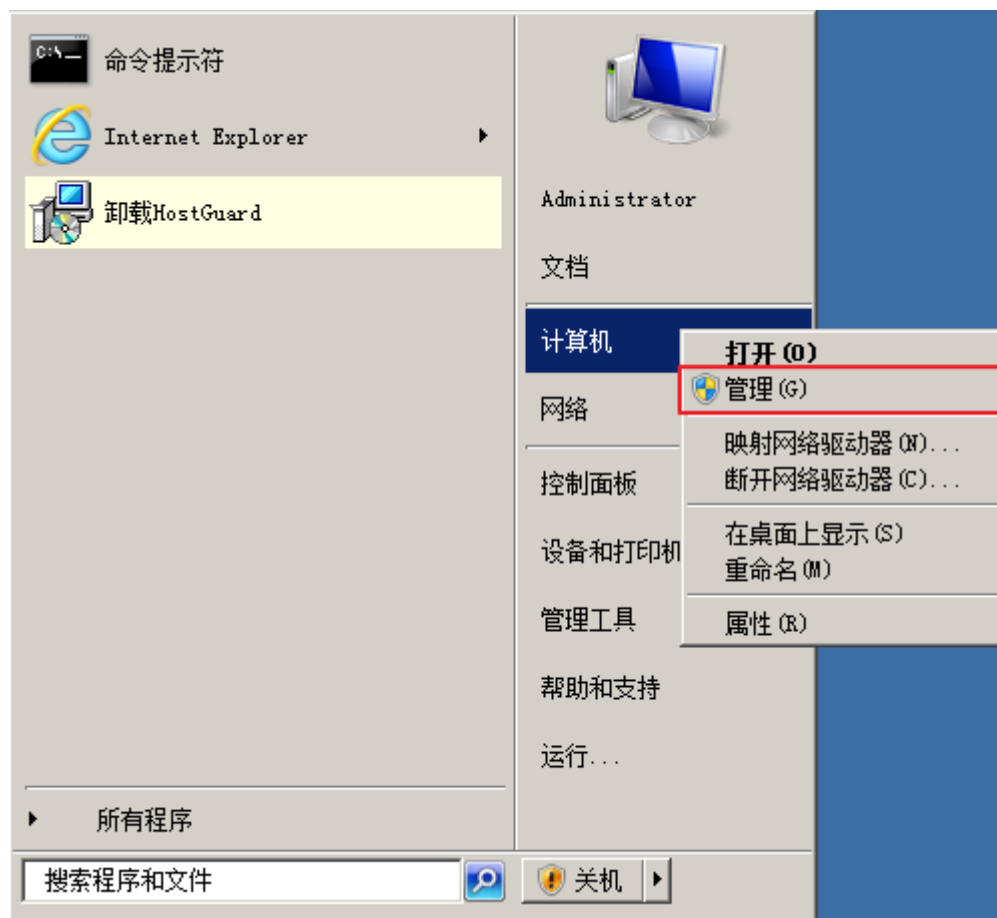 C:\
命令提示符
Internet Explorer
卸载HostGuard
所有程序
搜索程序和文件
Administrator
文档
计算机
网络
控制面板
设备和打印机
管理工具
帮助和支持
运行...
关机
打开(O)
管理(G)
映射网络驱动器(N)...
断开网络驱动器(C)...
在桌面上显示(S)
重命名(M)
属性(R)